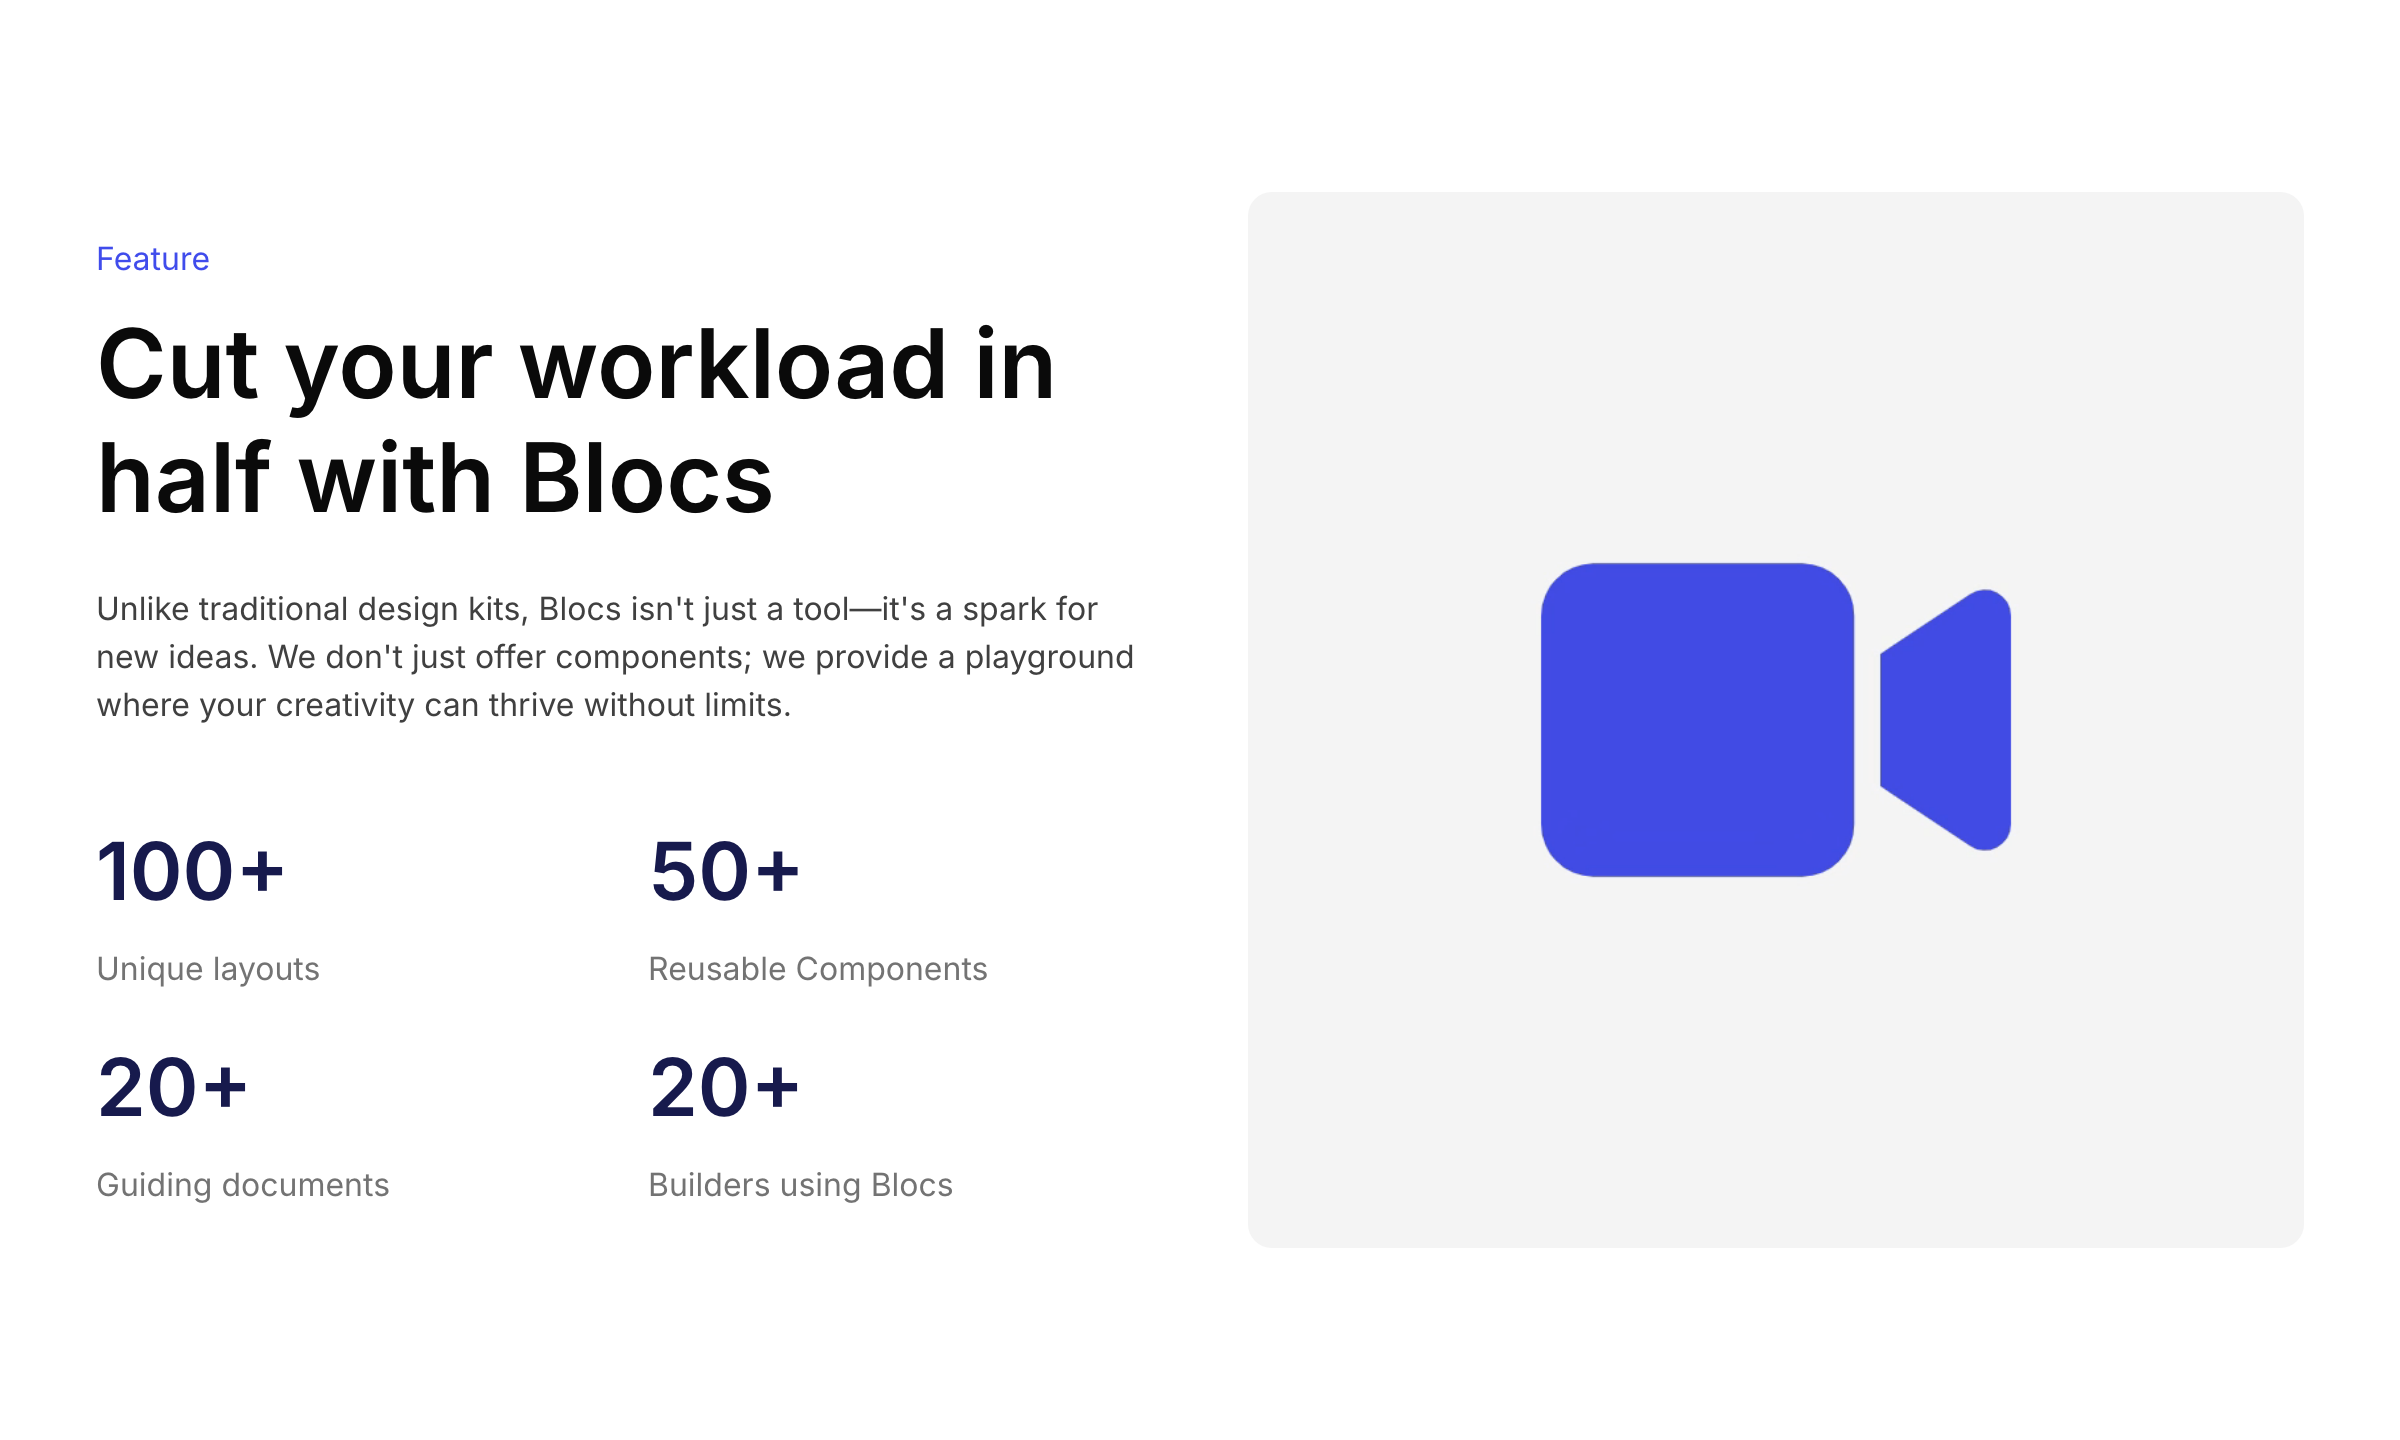 Feature
Cut your workload in
half with Blocs
Unlike traditional design kits, Blocs isn't just a tool—it's a spark for
new ideas. We don't just offer components; we provide a playground
where your creativity can thrive without limits.
100+
50+
Unique layouts
Reusable Components
20+
20+
Guiding documents
Builders using Blocs